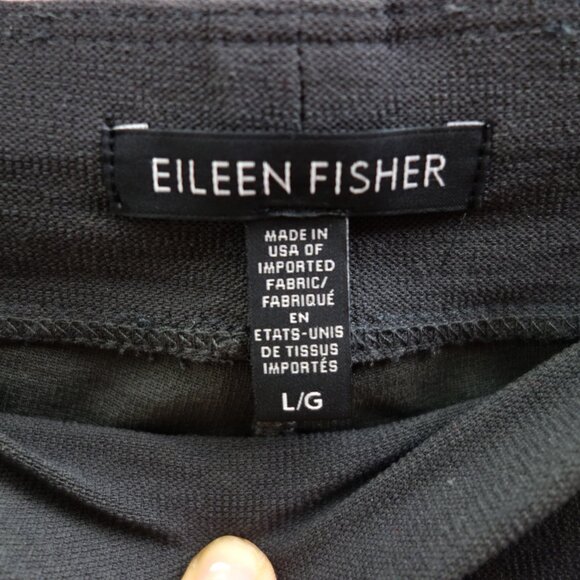 EILEEN FISHER
MADE IN
USA OF
IMPORTED
FABRIC/
FABRIQUÉ
EN
ETATS-UNIS
DE TISSUS
IMPORTÉS
L/G